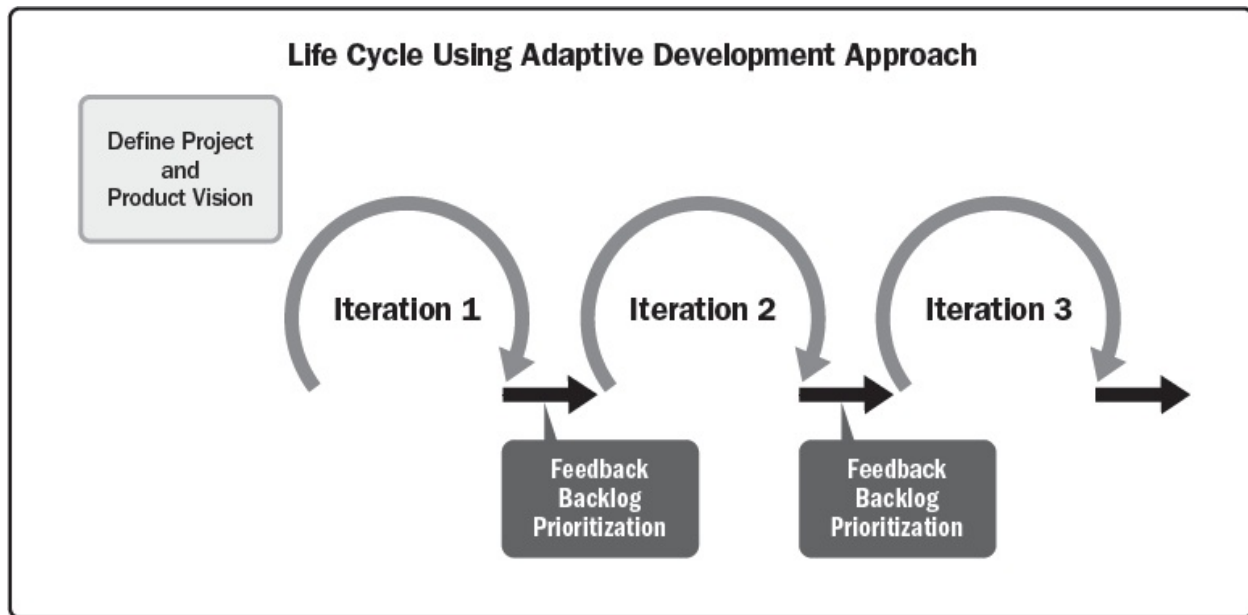 Life Cycle Using Adaptive Development Approach
Define Project
and
Product Vision
Iteration 1
Iteration 2
Iteration 3
Feedback
Backlog
Prioritization
Feedback
Backlog
Prioritization